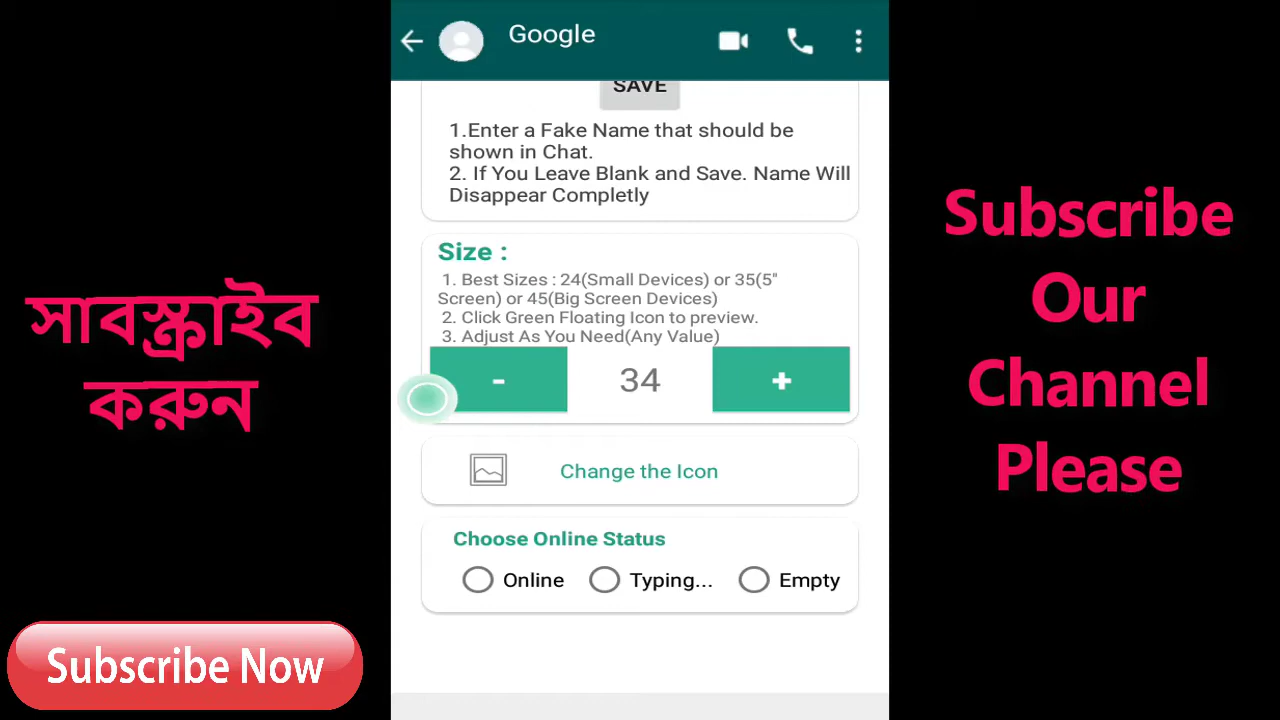 Google
SAVE
1.Enter a Fake Name that should be
shown in Chat.
2. If You Leave Blank and Save. Name Will
Disappear Completly
Size :
1. Best Sizes : 24(Small Devices) or 35(5"
Screen) or 45(Big Screen Devices)
2. Click Green Floating Icon to preview.
3. Adjust As You Need(Any Value)
- 34 +
Change the Icon
Choose Online Status
Online Typing... Empty
সাবস্ক্রাইব
করুন
Subscribe Now
Subscribe
Our
Channel
Please